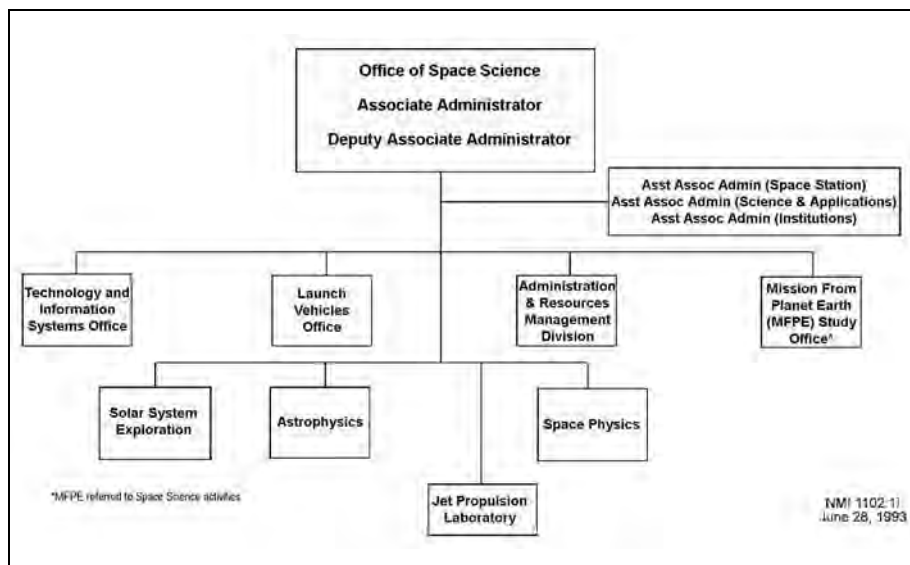 Office of Space Science
Associate Administrator
Deputy Associate Administrator
Asst Assoc Admin (Space Station)
Asst Assoc Admin (Science & Applications)
Asst Assoc Admin (Institutions)
Technology and
Information
Systems Office
Launch
Vehicles
Office
Administration
& Resources
Management
Division
Mission From
Planet Earth
(MFPE) Study
Office*
Solar System
Exploration
Astrophysics
Space Physics
*MFPE referred to Space Science activities
Jet Propulsion
Laboratory
NMI
June 28, 1993